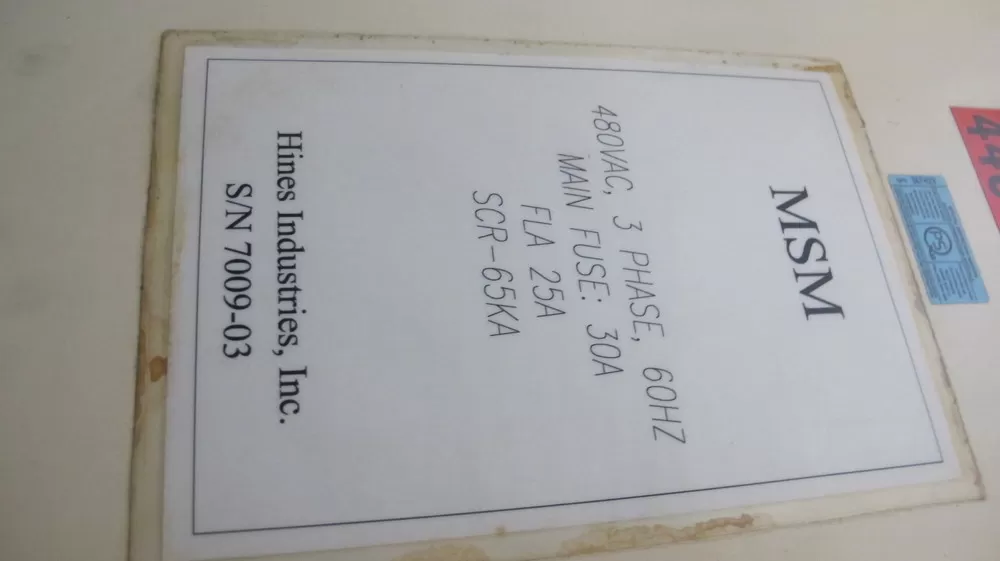 MSM
480VAC, 3 PHASE, 60HZ
MAIN FUSE: 30A
FLA 25A
SCR-65KA
Hines Industries, Inc.
S/N 7009-03